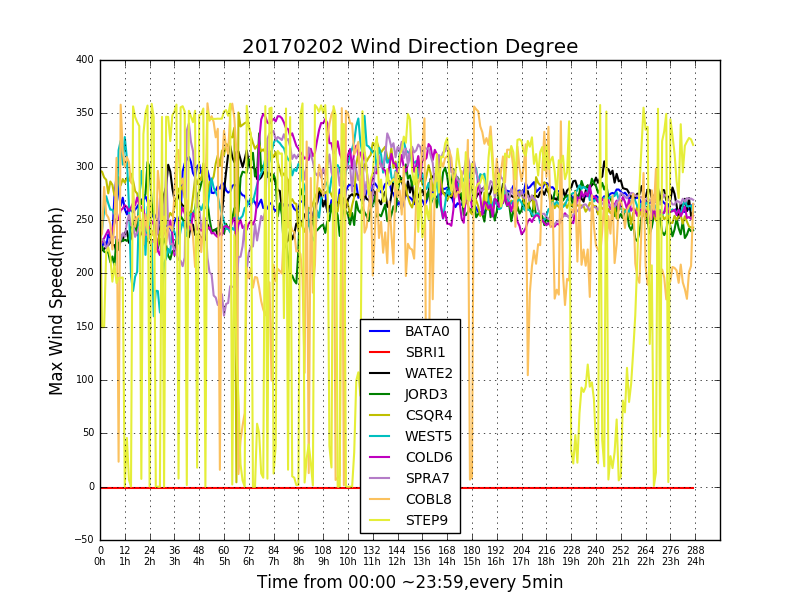 20170202 Wind Direction Degree
400
350
300
250
200
150
100
50
0
−50
Max Wind Speed(mph)
BATA0
SBRI1
WATE2
JORD3
CSQR4
WEST5
COLD6
SPRA7
COBL8
STEP9
0 12 24 36 48 60 72 84 96 108 120 132 144 156 168 180 192 204 216 228 240 252 264 276 288
0h 1h 2h 3h 4h 5h 6h 7h 8h 9h 10h 11h 12h 13h 14h 15h 16h 17h 18h 19h 20h 21h 22h 23h 24h
Time from 00:00 ~23:59,every 5min